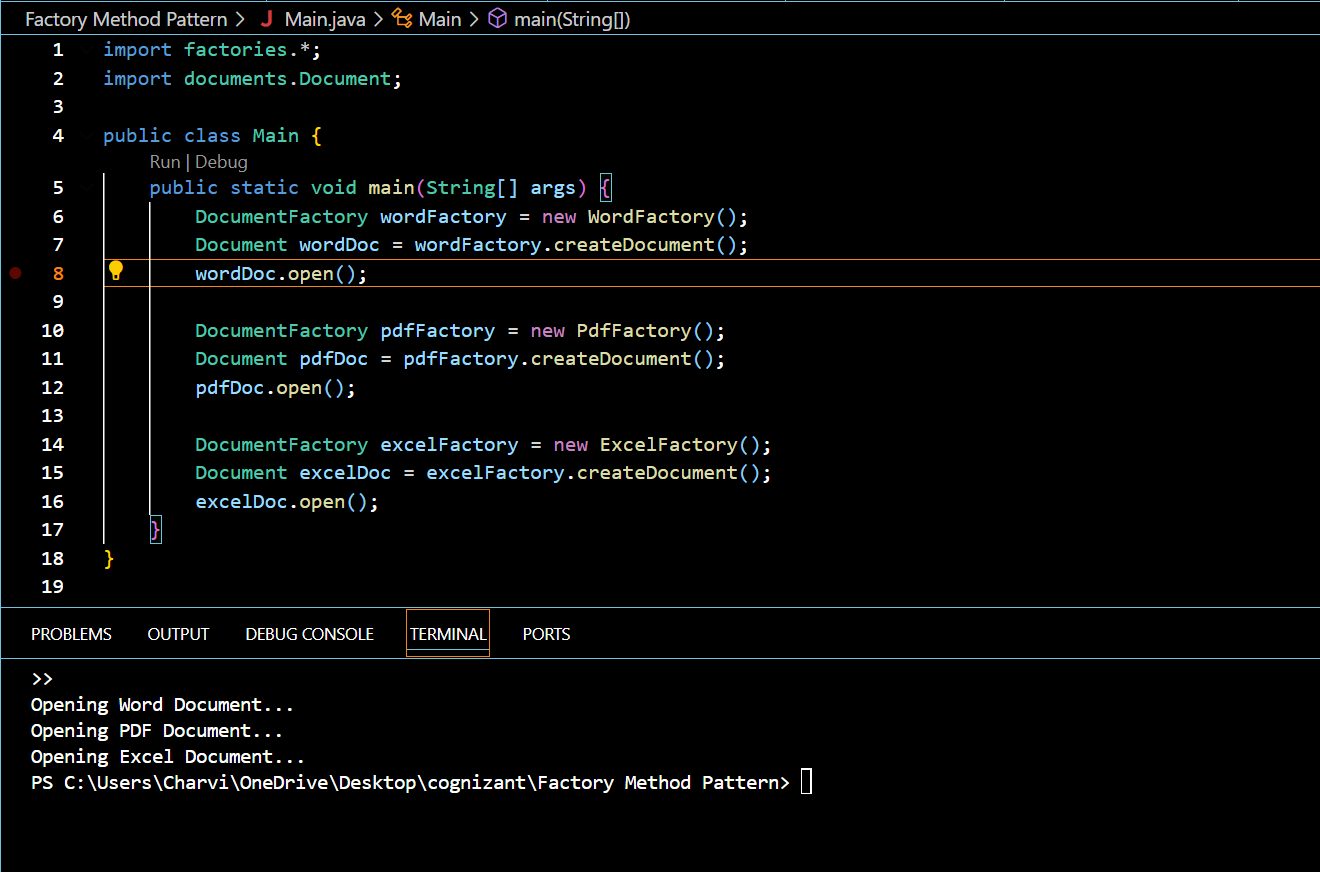 Factory Method Pattern > Main.java > Main > main(String[])
1 import factories.*;
2 import documents.Document;
3
4 public class Main {
Run | Debug
5 public static void main(String[] args) {
6 DocumentFactory wordFactory = new WordFactory();
7 Document wordDoc = wordFactory.createDocument();
8 wordDoc.open();
9
10 DocumentFactory pdfFactory = new PdfFactory();
11 Document pdfDoc = pdfFactory.createDocument();
12 pdfDoc.open();
13
14 DocumentFactory excelFactory = new ExcelFactory();
15 Document excelDoc = excelFactory.createDocument();
16 excelDoc.open();
17 }
18 }
19
PROBLEMS OUTPUT DEBUG CONSOLE TERMINAL PORTS
>>
Opening Word Document...
Opening PDF Document...
Opening Excel Document...
PS C:\Users\Charvi\OneDrive\Desktop\cognizant\Factory Method Pattern>